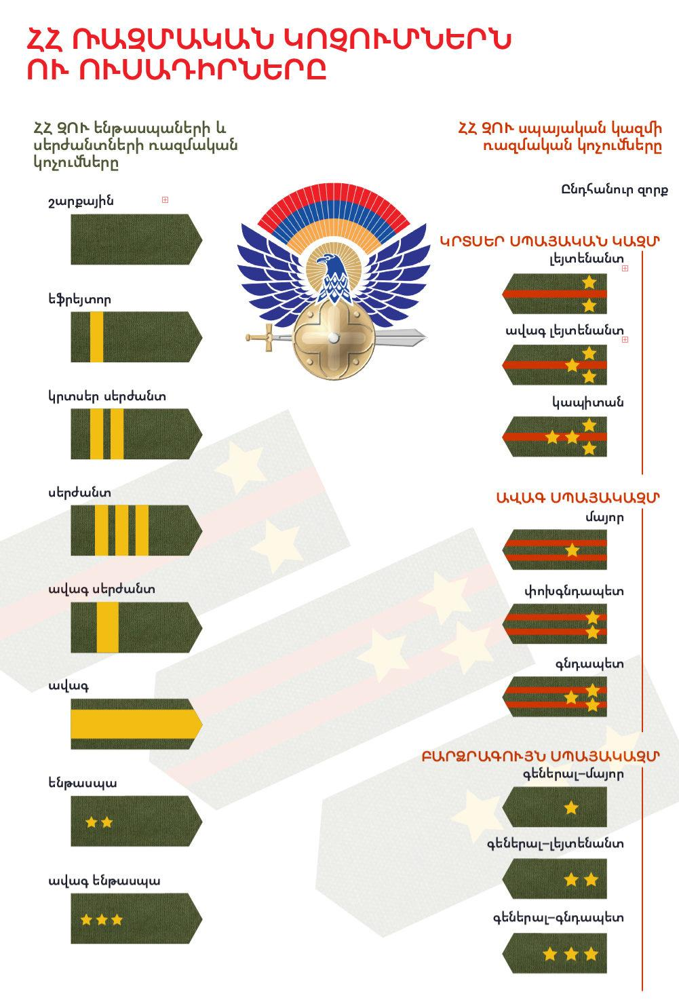 ՀՀ ՌԱԶՄԱԿԱՆ ԿՈՉՈՒՄՆԵՐՆ
ՈՒ ՈՒՍԱԴԻՐՆԵՐԸ
ՀՀ ԶՈՒ ենթասպաների և
սերժանտների ռազմական
կոչումները
շարքային
եֆրեյտոր
կրտսեր սերժանտ
սերժանտ
ավագ սերժանտ
ավագ
ենթասպա
ավագ ենթասպա
ՀՀ ԶՈՒ սպայական կազմի
ռազմական կոչումները
Ընդհանուր զորք
ԿՐՏՍԵՐ ՍՊԱՅԱԿԱՆ ԿԱԶՄ
լեյտենանտ
ավագ լեյտենանտ
կապիտան
ԱՎԱԳ ՍՊԱՅԱԿԱԶՄ
մայոր
փոխգնդապետ
գնդապետ
ԲԱՐՁՐԱԳՈՒՅՆ ՍՊԱՅԱԿԱԶՄ
գեներալ–մայոր
գեներալ–լեյտենանտ
գեներալ–գնդապետ